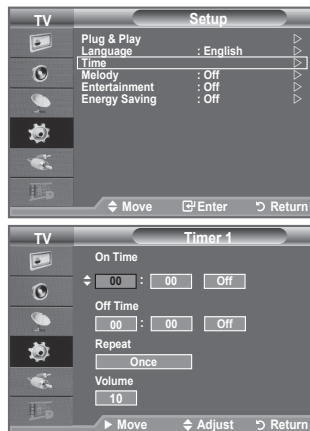 TV Setup
Plug & Play
Language : English
Time
Melody : Off
Entertainment : Off
Energy Saving : Off
Move Enter Return
TV Timer 1
On Time
00 : 00 Off
Off Time
00 : 00 Off
Repeat
Once
Volume
10
Move Adjust Return